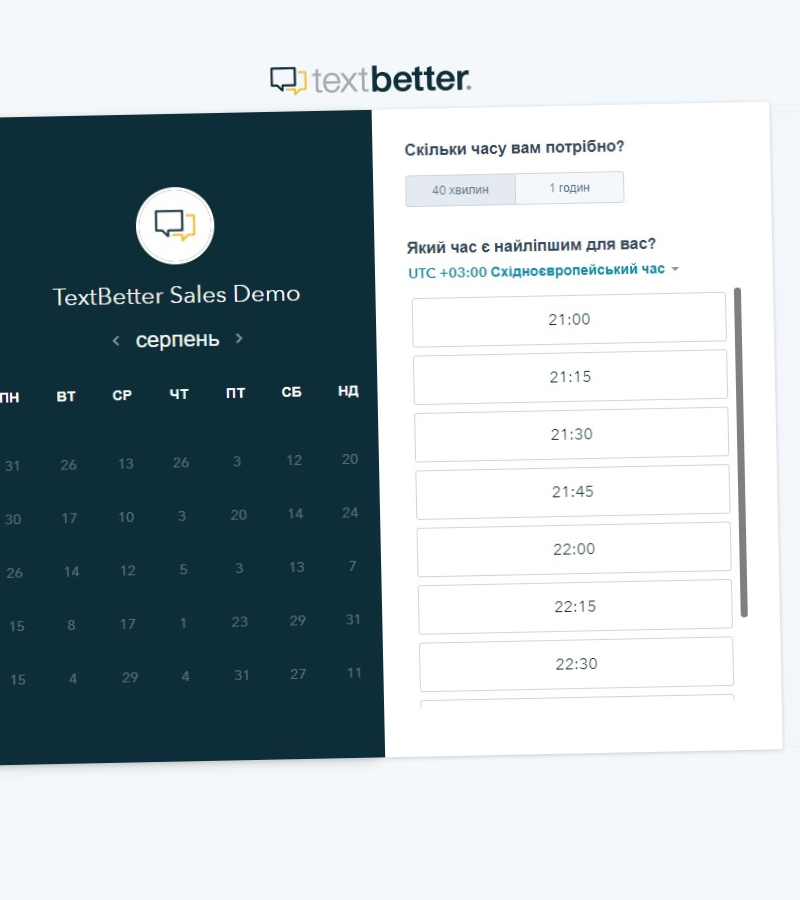 textbetter.
TextBetter Sales Demo
серпень
ПН ВТ СР ЧТ ПТ СБ НД
31 26 13 26 3 12 20
30 17 10 3 20 14 24
26 14 12 5 3 13 7
15 8 17 1 23 29 31
15 4 29 4 31 27 11
Скільки часу вам потрібно?
40 хвилин 1 годин
Який час є найліпшим для вас?
UTC +03:00 Східноєвропейський час
21:00
21:15
21:30
21:45
22:00
22:15
22:30